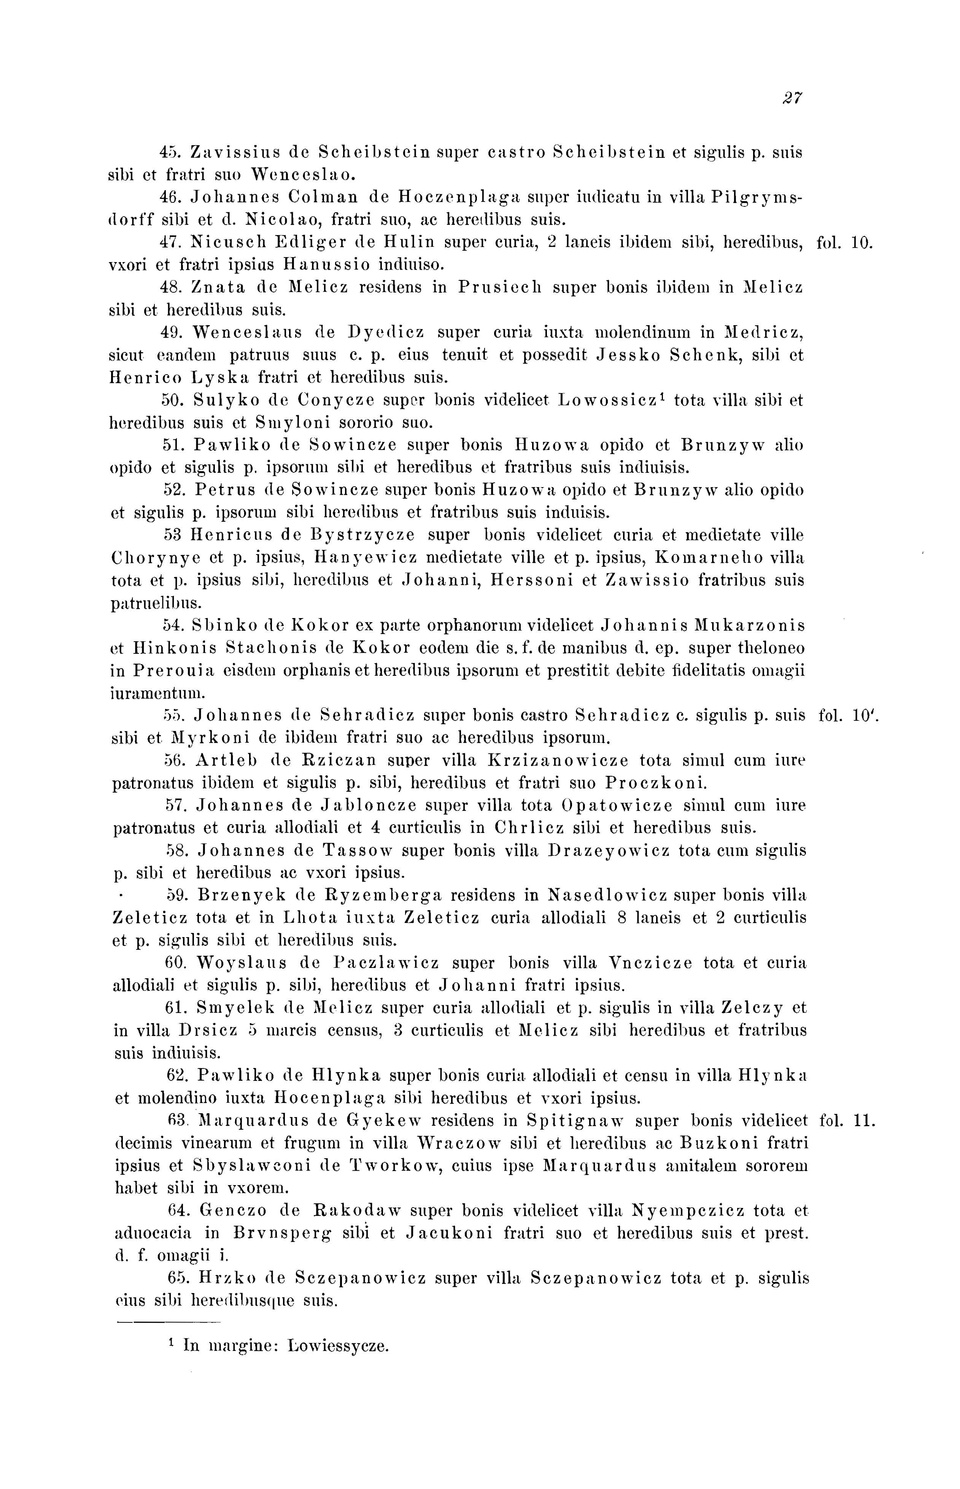 27
45. Zavissius de Scheibstein super castro Scheibstein et sigulis p. suis
sibi et fratri suo Wenceslao.
46. Johannes Colman de Hoczenplaga super iudicatu in villa Pilgryms-
dorff sibi et d. Nicolao, fratri suo, ac heredibus suis.
47. Nicusch Edliger de Hulin super curia, 2 laneis ibidem sibi, heredibus, fol. 10.
vxori et fratri ipsius Hanussio indiuiso.
48. Znata de Melicz residens in Prusiech super bonis ibidem in Melicz
sibi et heredibus suis.
49. Wenceslaus de Dyedicz super curia iuxta molendinum in Medricz,
sicut eandem patruus suus c. p. eius tenuit et possedit Jessko Schenk, sibi et
Henrico Lyska fratri et heredibus suis.
50. Sulyko de Conycze super bonis videlicet Lowossicz¹ tota villa sibi et
heredibus suis et Smyloni sororio suo.
51. Pawliko de Sowincze super bonis Huzowa opido et Brunzyw alio
opido et sigulis p. ipsorum sibi et heredibus et fratribus suis indiuisis.
52. Petrus de Sowincze super bonis Huzowa opido et Brunzyw alio opido
et sigulis p. ipsorum sibi heredibus et fratribus suis induisis.
53 Henricus de Bystrzycze super bonis videlicet curia et medietate ville
Chorynye et p. ipsius, Hanyewicz medietate ville et p. ipsius, Komarneho villa
tota et p. ipsius sibi, heredibus et Johanni, Herssoni et Zawissio fratribus suis
patruelibus.
54. Sbinko de Kokor ex parte orphanorum videlicet Johannis Mukarzonis
et Hinkonis Stachonis de Kokor eodem die s. f. de manibus d. ep. super theloneo
in Prerouia eisdem orphanis et heredibus ipsorum et prestitit debite fidelitatis omagii
iuramentum.
55. Johannes de Sehradicz super bonis castro Sehradicz c. sigulis p. suis fol. 10'.
sibi et Myrkoni de ibidem fratri suo ac heredibus ipsorum.
56. Artleb de Rziczan super villa Krzizanowicze tota simul cum iure
patronatus ibidem et sigulis p. sibi, heredibus et fratri suo Proczkoni.
57. Johannes de Jabloncze super villa tota Opatowicze simul cum iure
patronatus et curia allodiali et 4 curticulis in Chrlicz sibi et heredibus suis.
58. Johannes de Tassow super bonis villa Drazeyowicz tota cum sigulis
p. sibi et heredibus ac vxori ipsius.
59. Brzenyek de Ryzemberga residens in Nasedlowicz super bonis villa
Zeleticz tota et in Lhota iuxta Zeleticz curia allodiali 8 laneis et 2 curticulis
et p. sigulis sibi et heredibus suis.
60. Woyslaus de Paczlawicz super bonis villa Vnczicze tota et curia
allodiali et sigulis p. sibi, heredibus et Johanni fratri ipsius.
61. Smyelek de Melicz super curia allodiali et p. sigulis in villa Zelczy et
in villa Drsicz 5 marcis census, 3 curticulis et Melicz sibi heredibus et fratribus
suis indiuisis.
62. Pawliko de Hlynka super bonis curia allodiali et censu in villa Hlynka
et molendino iuxta Hocenplaga sibi heredibus et vxori ipsius.
63. Marquardus de Gyekew residens in Spitignaw super bonis videlicet fol. 11.
decimis vinearum et frugum in villa Wraczow sibi et heredibus ac Buzkoni fratri
ipsius et Sbyslawconi de Tworkow, cuius ipse Marquardus amitalem sororem
habet sibi in vxorem.
64. Genczo de Rakodaw super bonis videlicet villa Nyempczicz tota et
aduocacia in Brvnsperg sibi et Jacukoni fratri suo et heredibus suis et prest.
d. f. omagii i.
65. Hrzko de Sczepanowicz super villa Sczepanowicz tota et p. sigulis
eius sibi heredibusque suis.
¹ In margine: Lowiessycze.